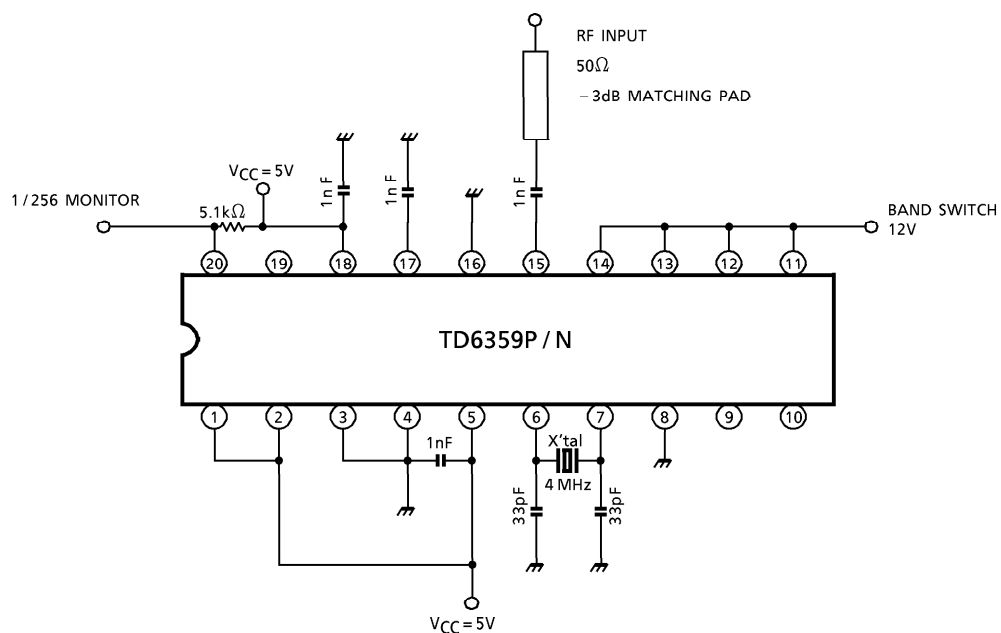 RF INPUT
50Ω
−3dB MATCHING PAD
VCC=5V
1/256 MONITOR
5.1kΩ
1nF
1nF
1nF
BAND SWITCH
12V
20 19 18 17 16 15 14 13 12 11
TD6359P/N
1 2 3 4 5 6 7 8 9 10
1nF
X'tal
4MHz
33pF
33pF
VCC=5V